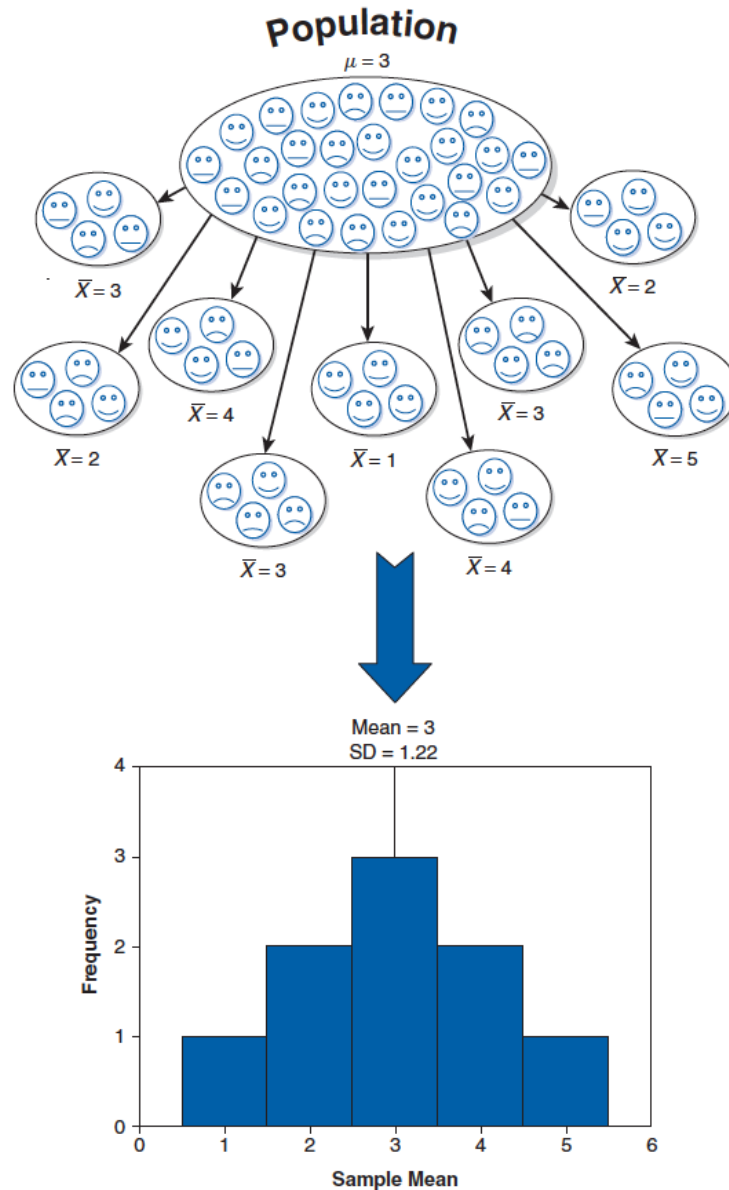 Population
μ = 3
X̅ = 3
X̅ = 2
X̅ = 4
X̅ = 3
X̅ = 2
X̅ = 1
X̅ = 5
X̅ = 3
X̅ = 4
Mean = 3
SD = 1.22
4
3
2
1
0
Frequency
0 1 2 3 4 5 6
Sample Mean